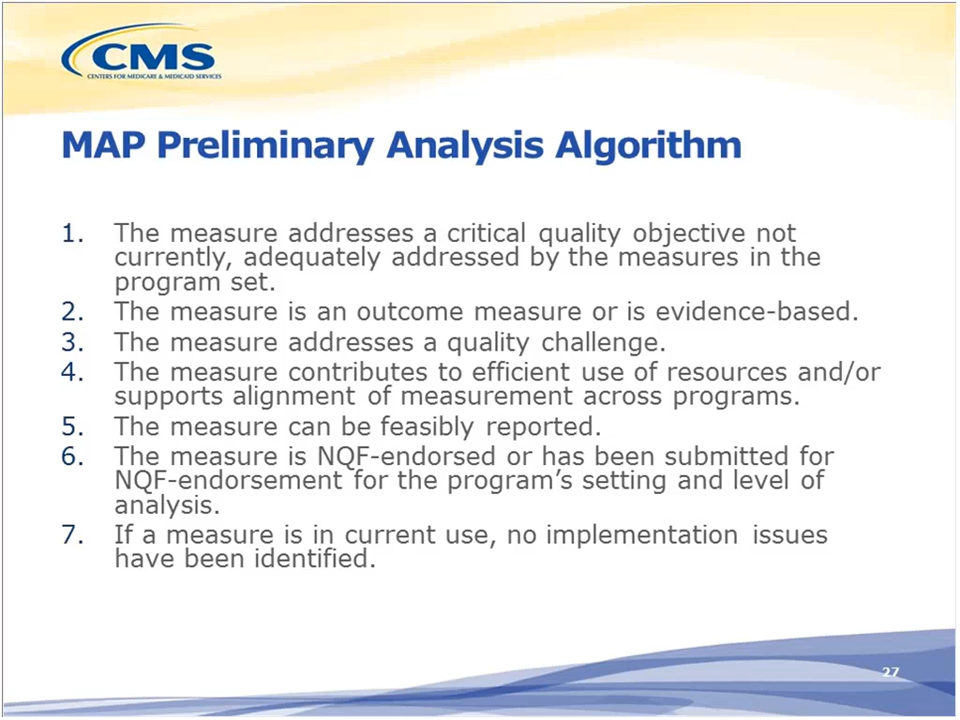 CMS
CENTERS FOR MEDICARE & MEDICAID SERVICES
MAP Preliminary Analysis Algorithm
1. The measure addresses a critical quality objective not
currently, adequately addressed by the measures in the
program set.
2. The measure is an outcome measure or is evidence-based.
3. The measure addresses a quality challenge.
4. The measure contributes to efficient use of resources and/or
supports alignment of measurement across programs.
5. The measure can be feasibly reported.
6. The measure is NQF-endorsed or has been submitted for
NQF-endorsement for the program’s setting and level of
analysis.
7. If a measure is in current use, no implementation issues
have been identified.
27